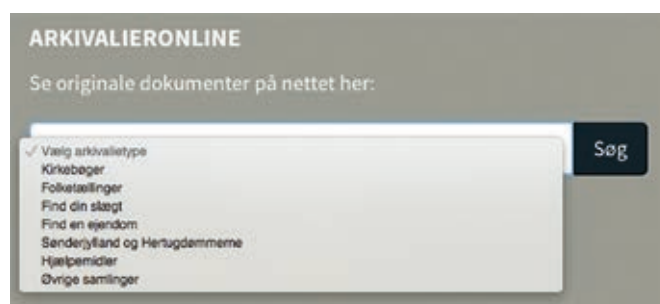 ARKIVALIERONLINE
Se originale dokumenter på nettet her:
Søg
Vælg arkivalietype
Kirkebøger
Folketællinger
Find din slægt
Find en ejendom
Sønderjylland og Hertugdømmerne
Hjælpemidler
Øvrige samlinger